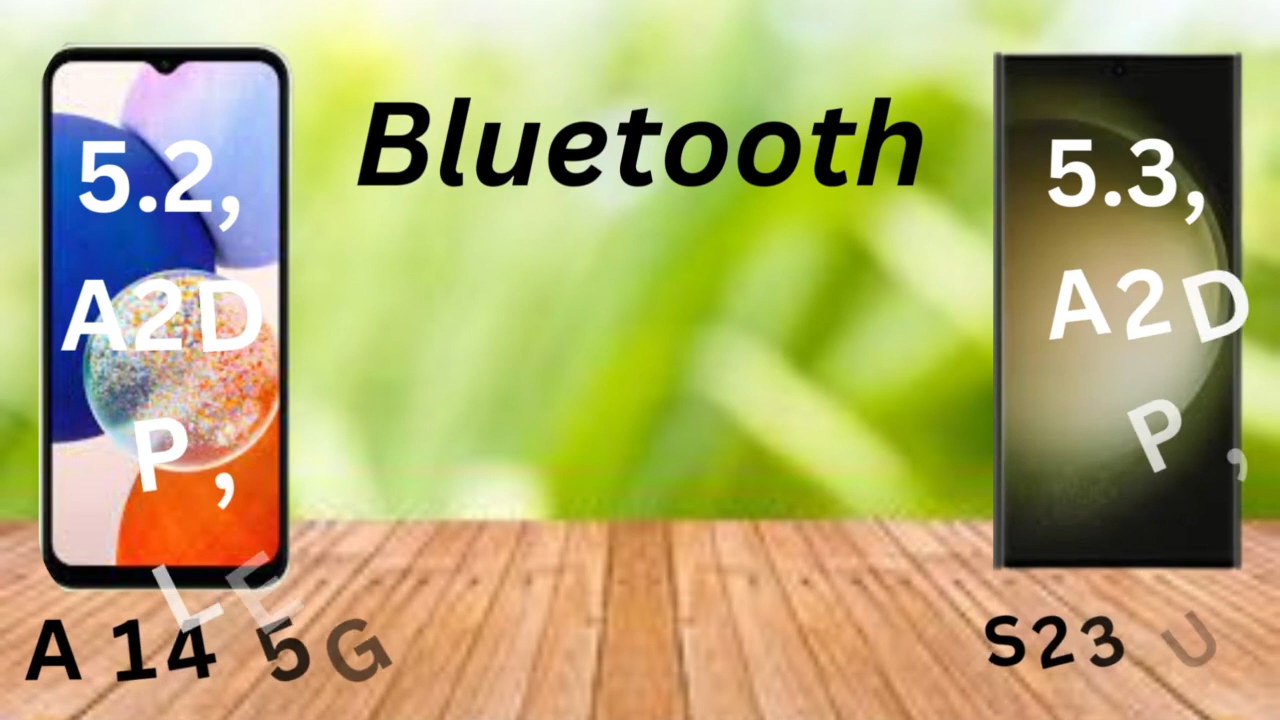 Bluetooth
5.2,
A2D
P,
LE
A 14 5G
5.3,
A2D
P,
S23 U